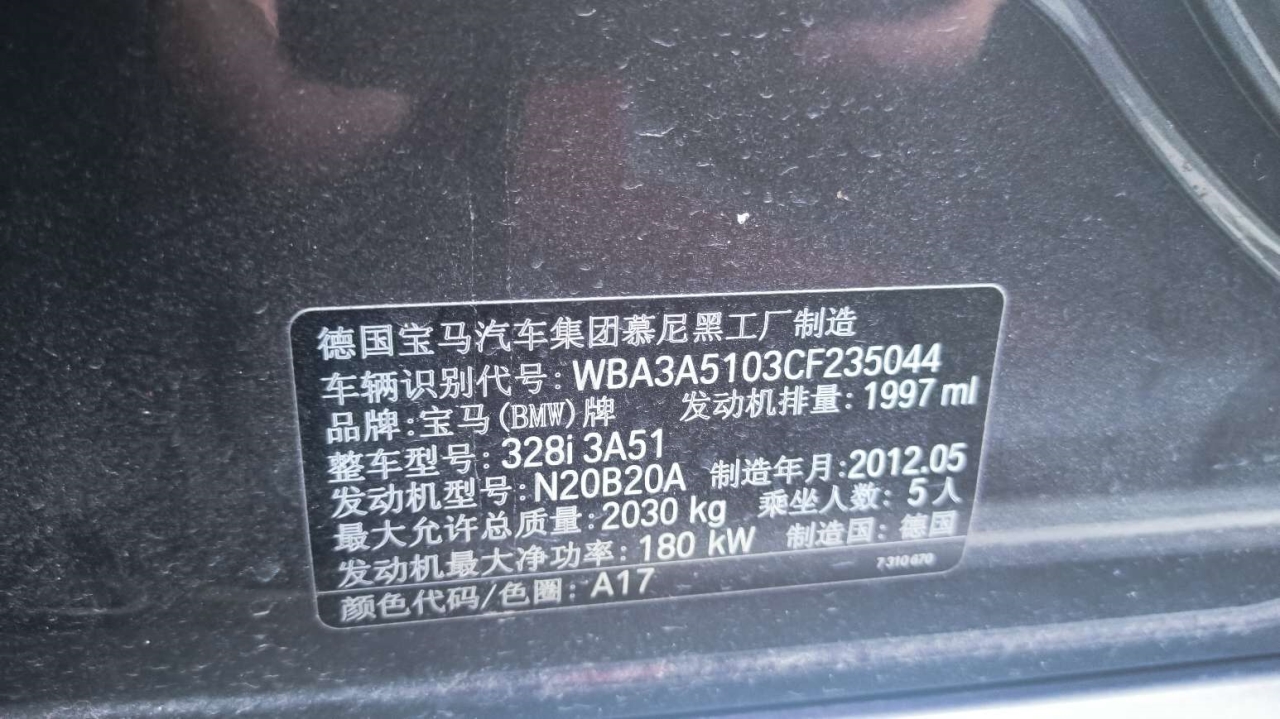 德国宝马汽车集团慕尼黑工厂制造
车辆识别代号: WBA3A5103CF235044
品牌:宝马(BMW)牌 发动机排量: 1997 ml
整车型号: 328i 3A51
发动机型号: N20B20A 制造年月:2012.05
最大允许总质量: 2030 kg 乘坐人数: 5人
发动机最大净功率: 180 kW 制造国: 德国
颜色代码/色圈: A17 7 310 670